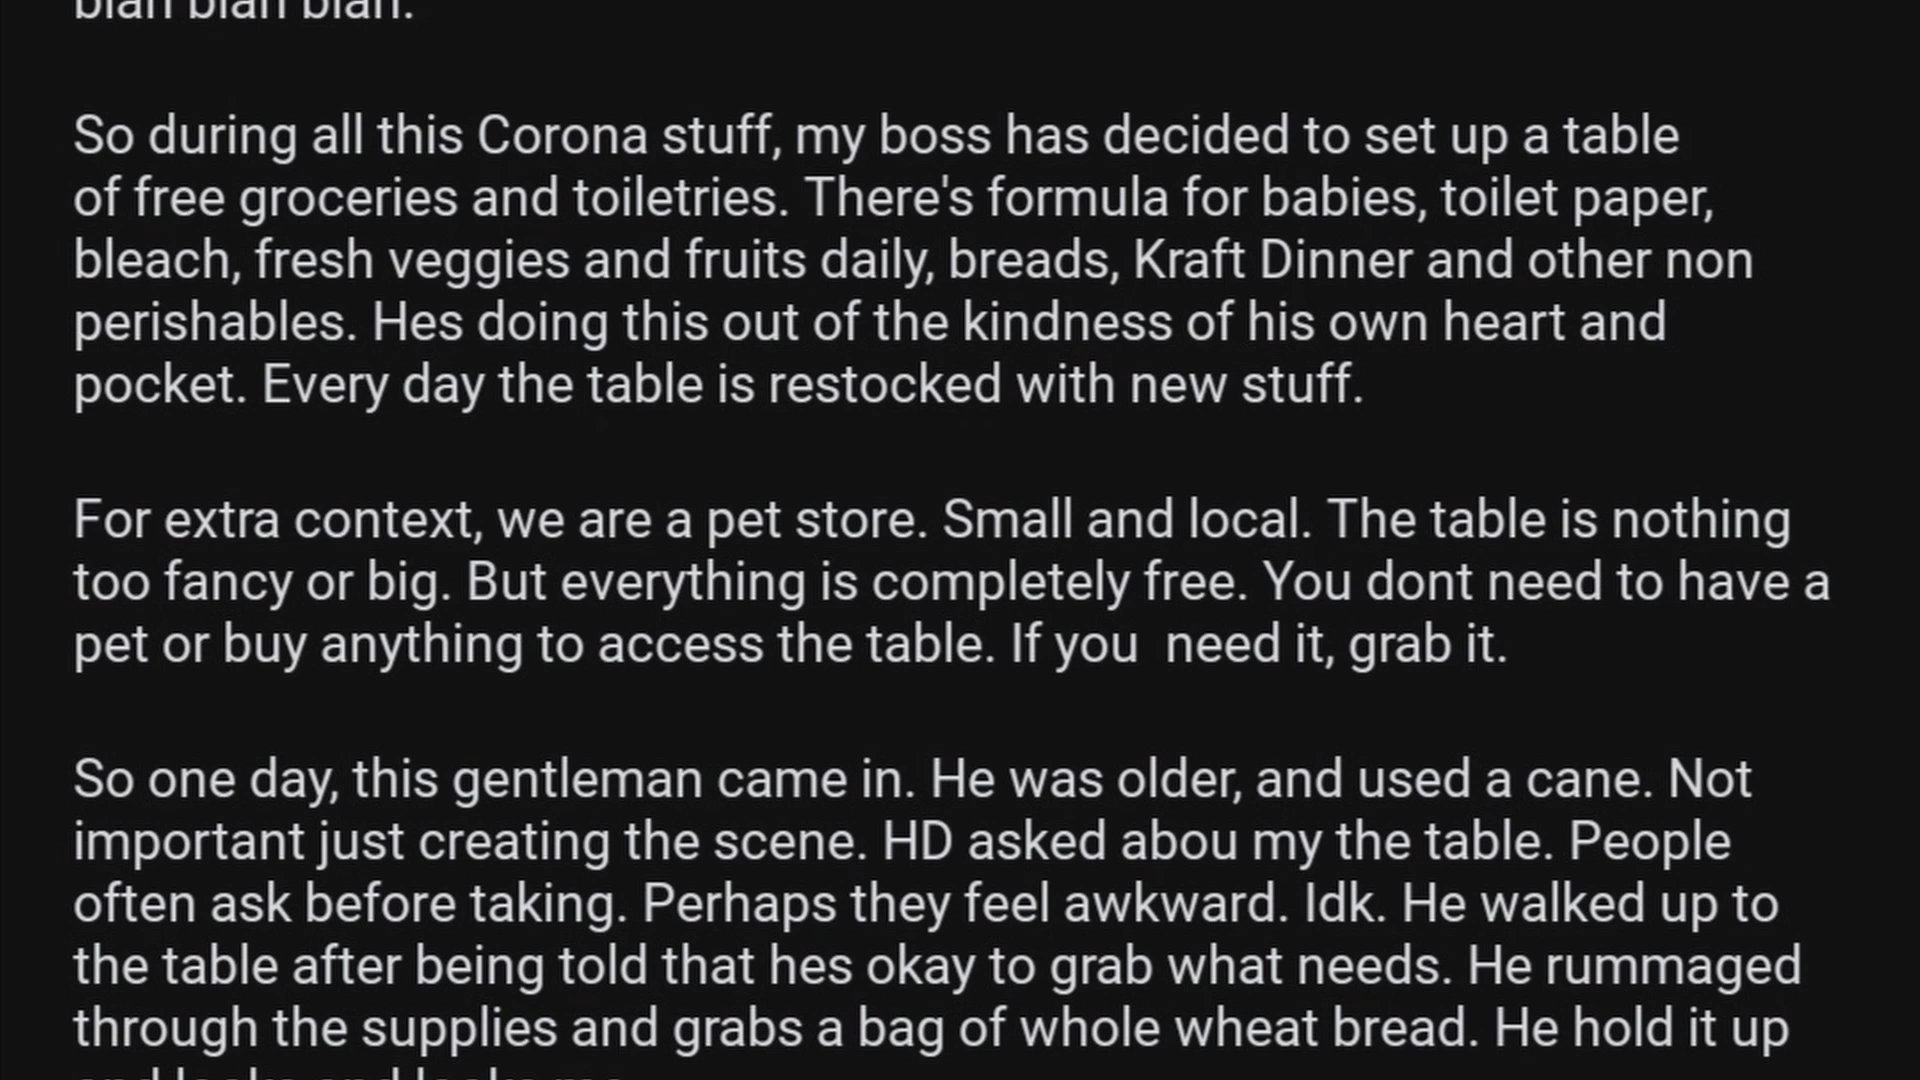 blah blah blah.
So during all this Corona stuff, my boss has decided to set up a table
of free groceries and toiletries. There's formula for babies, toilet paper,
bleach, fresh veggies and fruits daily, breads, Kraft Dinner and other non
perishables. Hes doing this out of the kindness of his own heart and
pocket. Every day the table is restocked with new stuff.
For extra context, we are a pet store. Small and local. The table is nothing
too fancy or big. But everything is completely free. You dont need to have a
pet or buy anything to access the table. If you  need it, grab it.
So one day, this gentleman came in. He was older, and used a cane. Not
important just creating the scene. HD asked abou my the table. People
often ask before taking. Perhaps they feel awkward. Idk. He walked up to
the table after being told that hes okay to grab what needs. He rummaged
through the supplies and grabs a bag of whole wheat bread. He hold it up